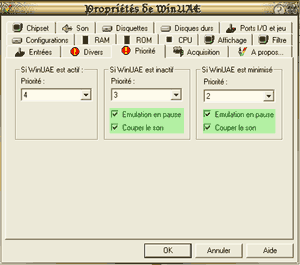 Propriétés de WinUAE
Chipset Son Disquettes Disques durs Ports I/O et jeu
Configurations RAM ROM CPU Affichage Filtre
Entrées Divers Priorité Acquisition A propos...
Si WinUAE est actif : Si WinUAE est inactif Si WinUAE est minimisé
Priorité : Priorité : Priorité :
4 3 2
Emulation en pause Emulation en pause
Couper le son Couper le son
OK Annuler Aide